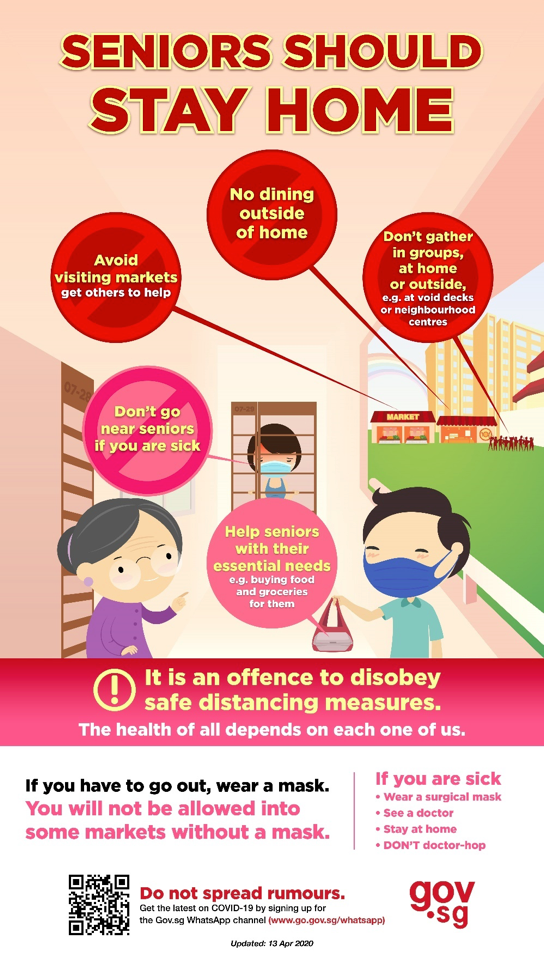 SENIORS SHOULD
STAY HOME
No dining
outside
of home
Avoid
visiting markets
get others to help
Don't gather
in groups,
at home
or outside,
e.g. at void decks
or neighbourhood
centres
MARKET
Don't go
near seniors
if you are sick
Help seniors
with their
essential needs
e.g. buying food
and groceries
for them
It is an offence to disobey
safe distancing measures.
The health of all depends on each one of us.
If you have to go out, wear a mask.
You will not be allowed into
some markets without a mask.
If you are sick
• Wear a surgical mask
• See a doctor
• Stay at home
• DON'T doctor-hop
Do not spread rumours.
Get the latest on COVID-19 by signing up for
the Gov.sg WhatsApp channel (www.go.gov.sg/whatsapp)
gov
.sg
Updated: 13 Apr 2020